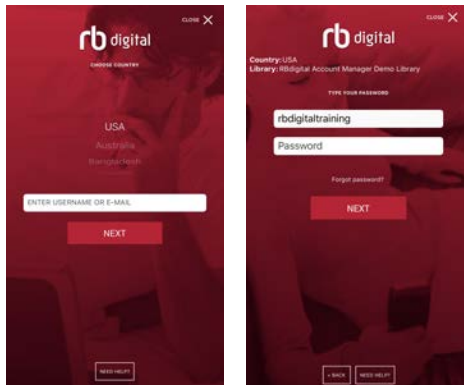 CLOSE X
rb digital
CHOOSE COUNTRY
USA
Australia
Bangladesh
ENTER USERNAME OR E-MAIL
NEXT
NEED HELP?
CLOSE X
rb digital
Country: USA
Library: RBdigital Account Manager Demo Library
TYPE YOUR PASSWORD
rbdigitaltraining
Password
Forgot password?
NEXT
< BACK NEED HELP?